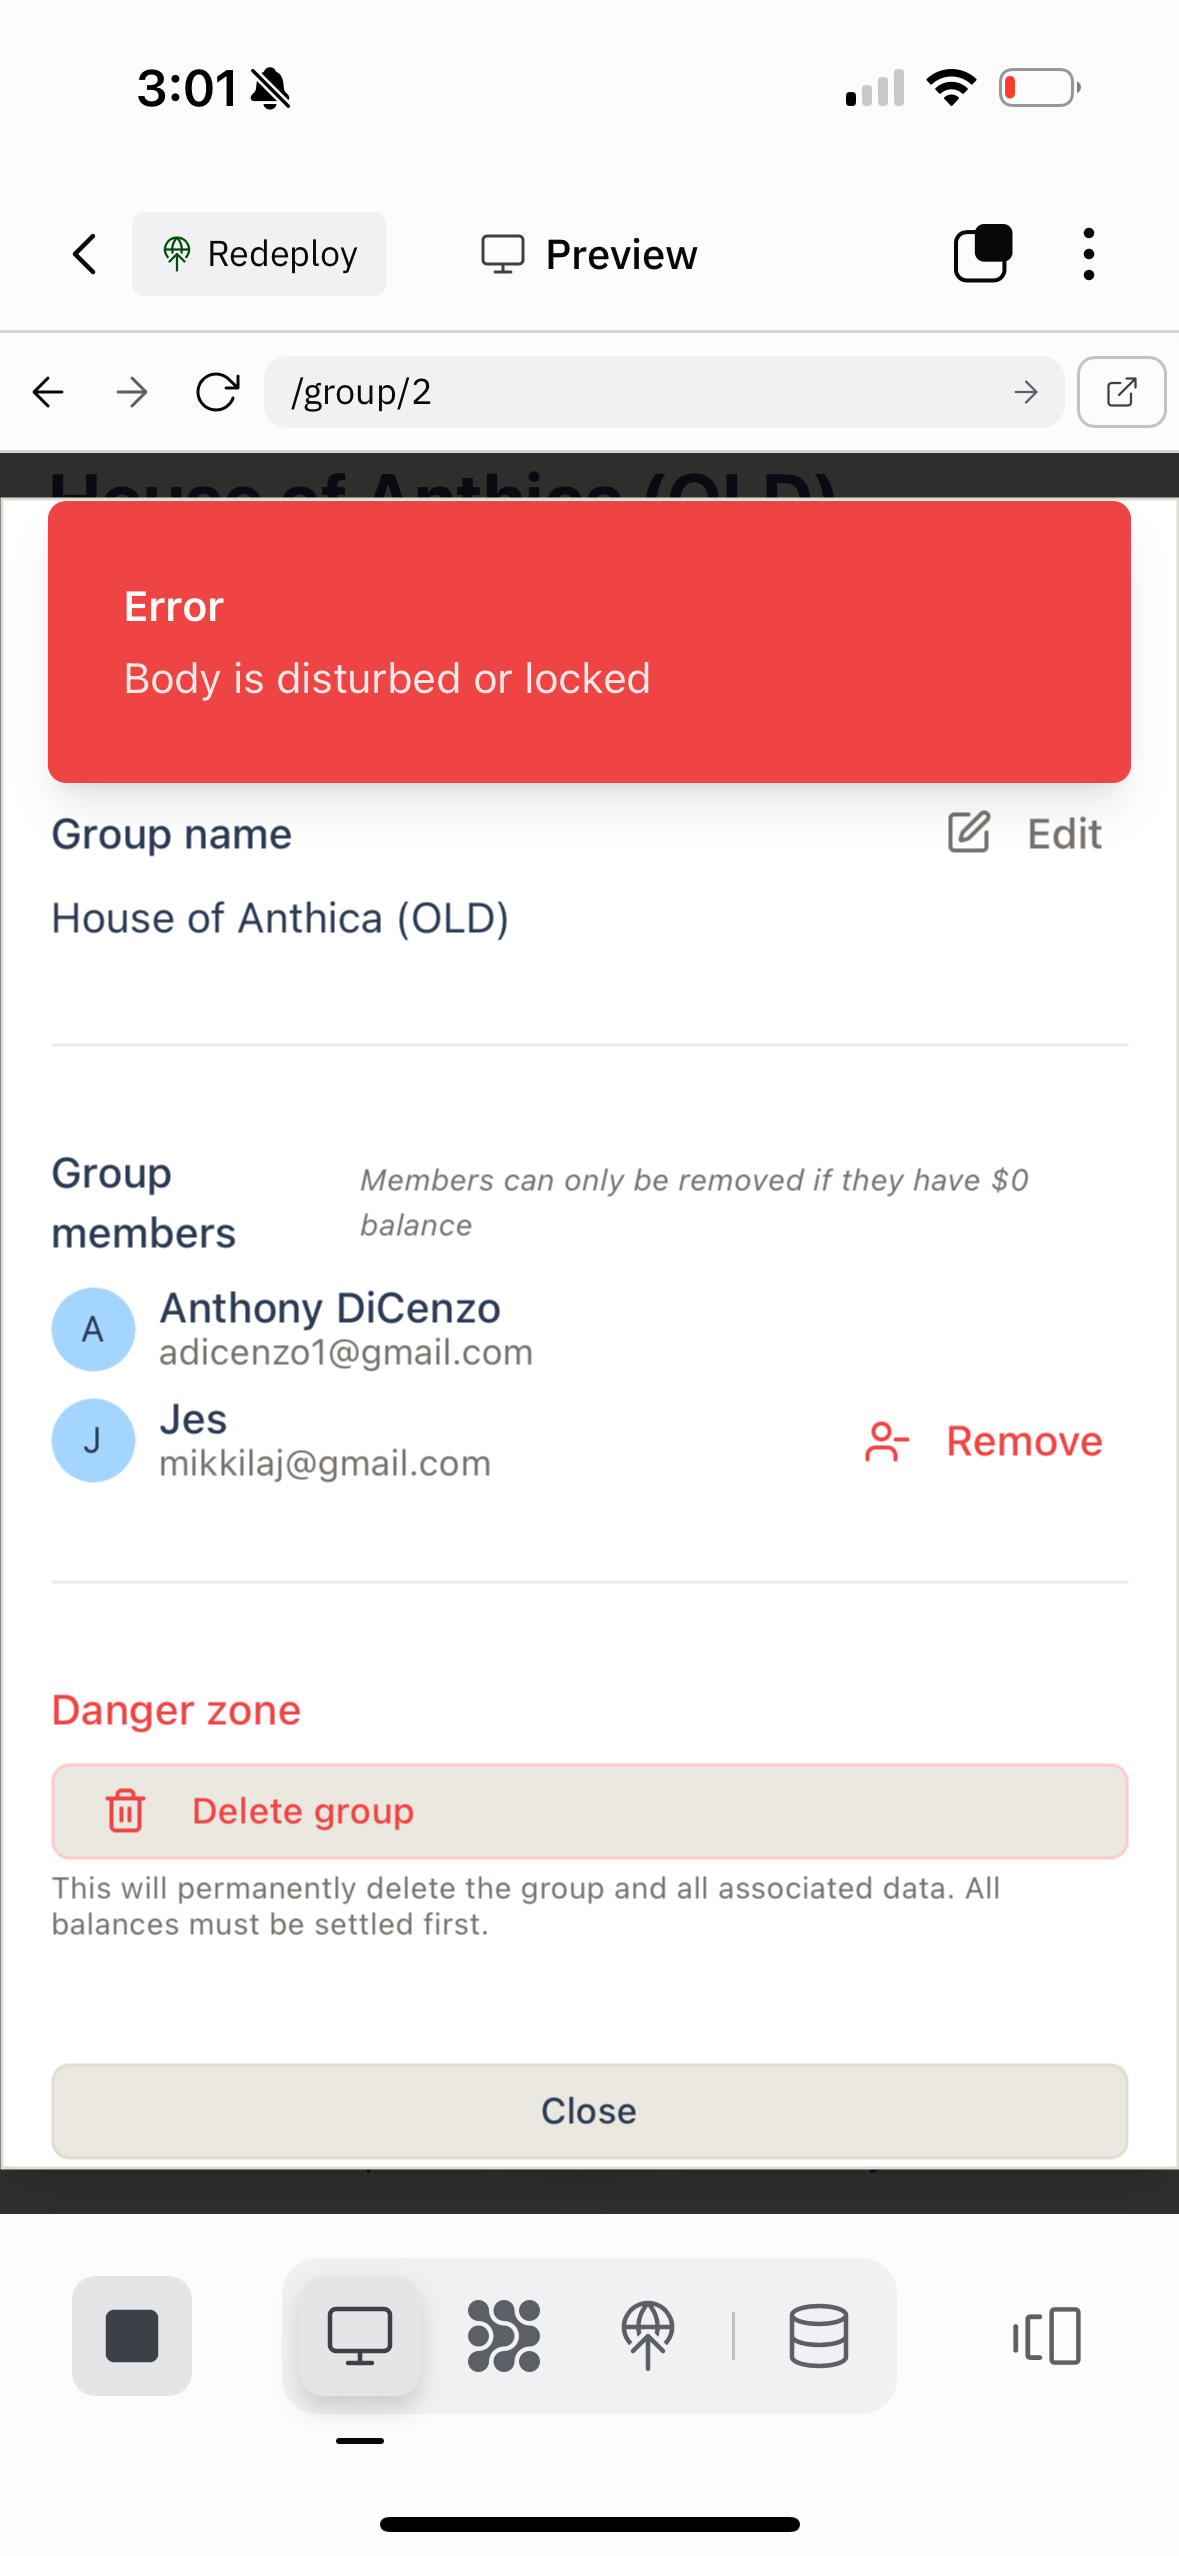 3:01
Redeploy
Preview
/group/2
House of Anthica (OLD)
Error
Body is disturbed or locked
Group name
Edit
House of Anthica (OLD)
Group
members
Members can only be removed if they have $0
balance
A
Anthony DiCenzo
adicenzo1@gmail.com
J
Jes
mikkilaj@gmail.com
Remove
Danger zone
Delete group
This will permanently delete the group and all associated data. All
balances must be settled first.
Close